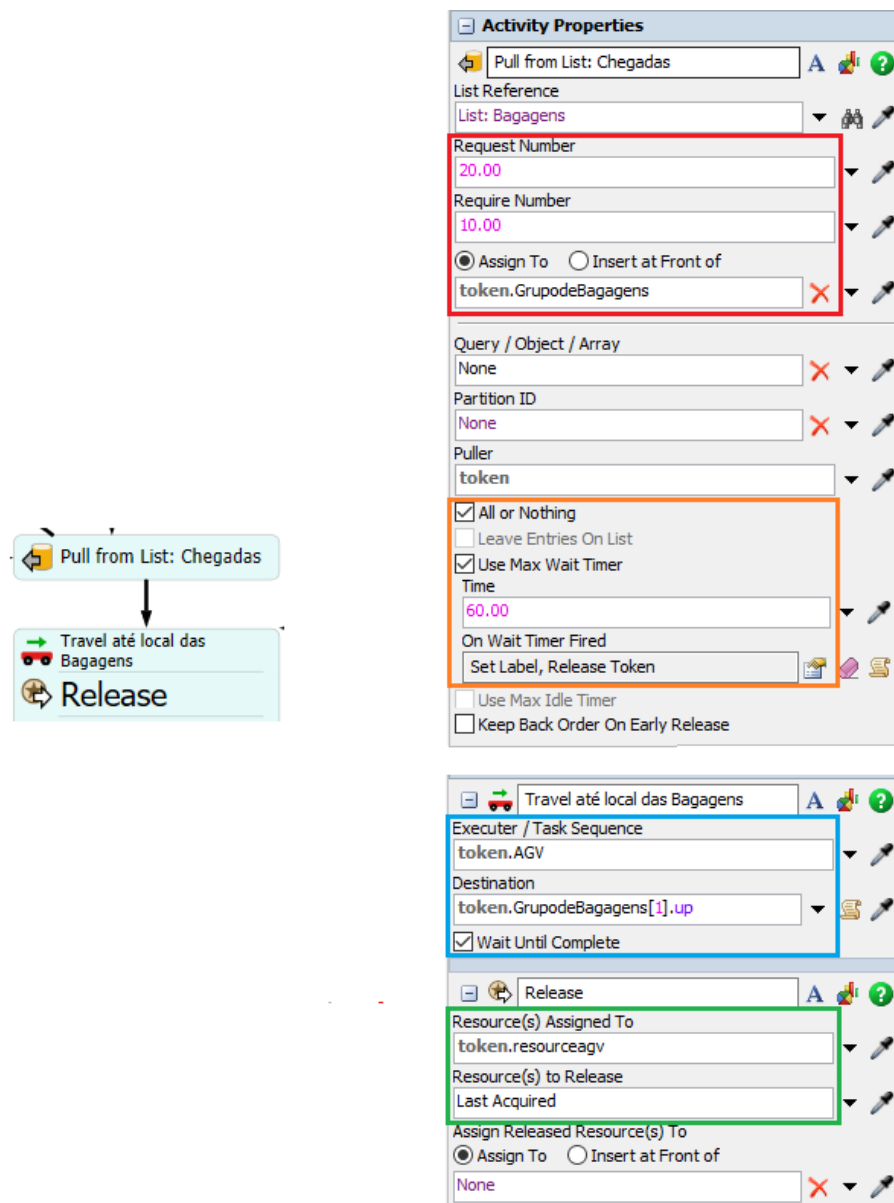 Activity Properties
Pull from List: Chegadas
List Reference
List: Bagagens
Request Number
20.00
Require Number
10.00
Assign To Insert at Front of
token.GrupodeBagagens
Query / Object / Array
None
Partition ID
None
Puller
token
All or Nothing
Leave Entries On List
Use Max Wait Timer
Time
60.00
On Wait Timer Fired
Set Label, Release Token
Use Max Idle Timer
Keep Back Order On Early Release
Pull from List: Chegadas
Travel até local das
Bagagens
Release
Travel até local das Bagagens
Executer / Task Sequence
token.AGV
Destination
token.GrupodeBagagens[1].up
Wait Until Complete
Release
Resource(s) Assigned To
token.resourceagv
Resource(s) to Release
Last Acquired
Assign Released Resource(s) To
Assign To Insert at Front of
None